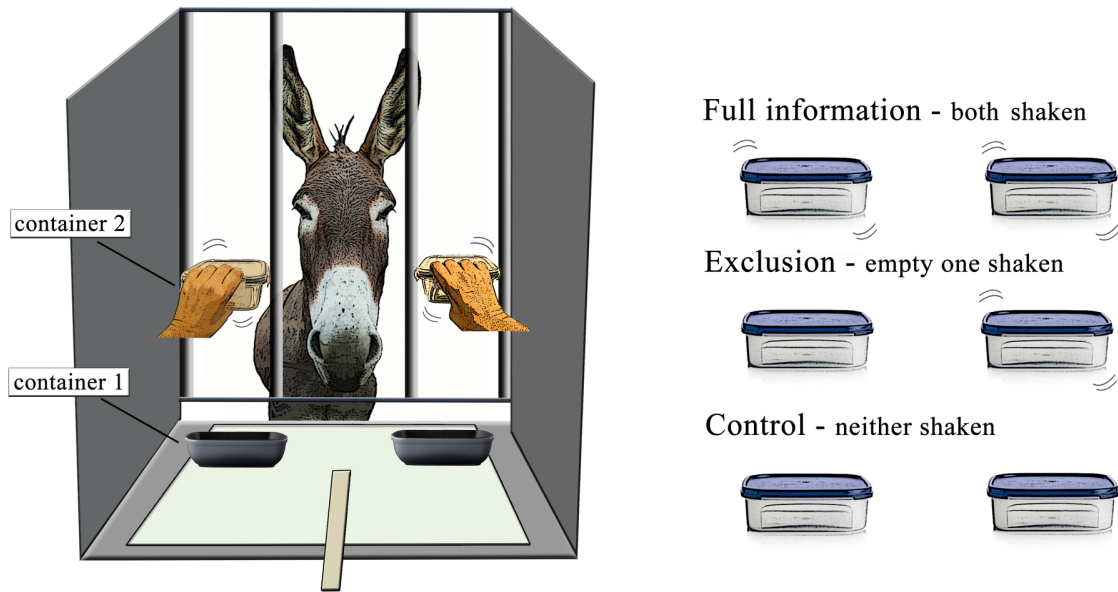 container 2
container 1
Full information - both shaken
Exclusion - empty one shaken
Control - neither shaken